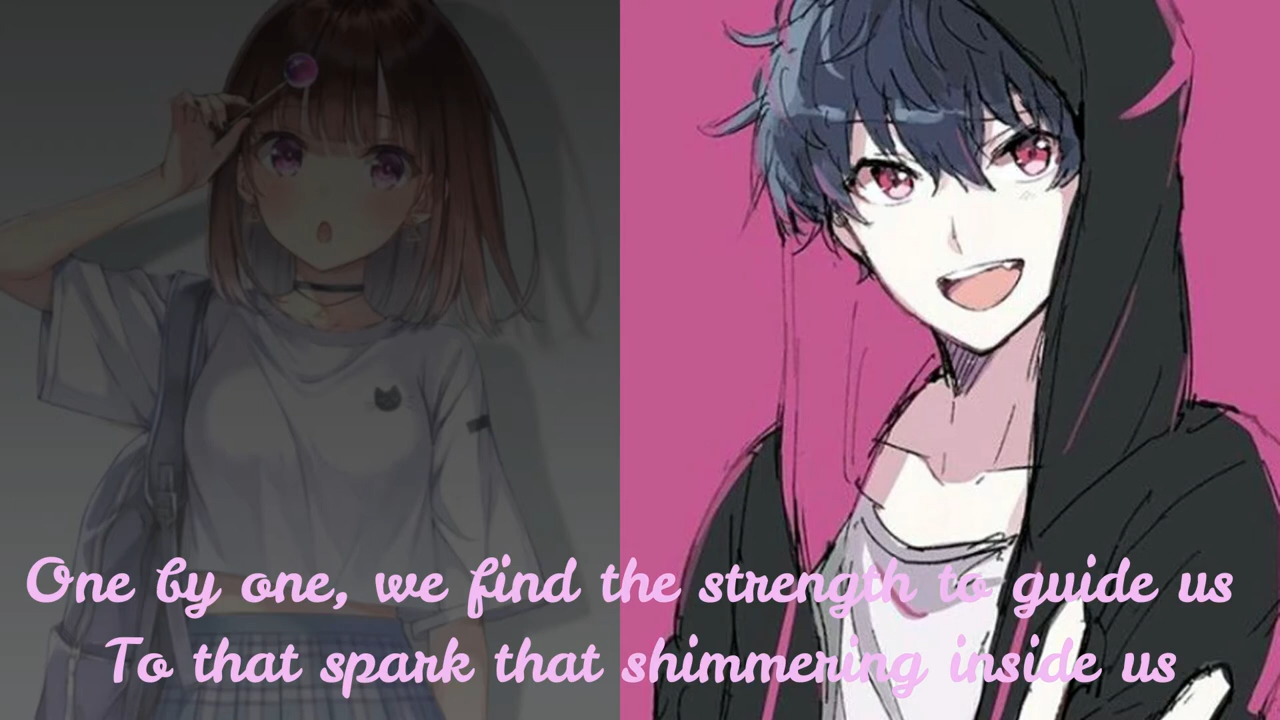 One by one, we find the strength to guide us
To that spark that shimmering inside us